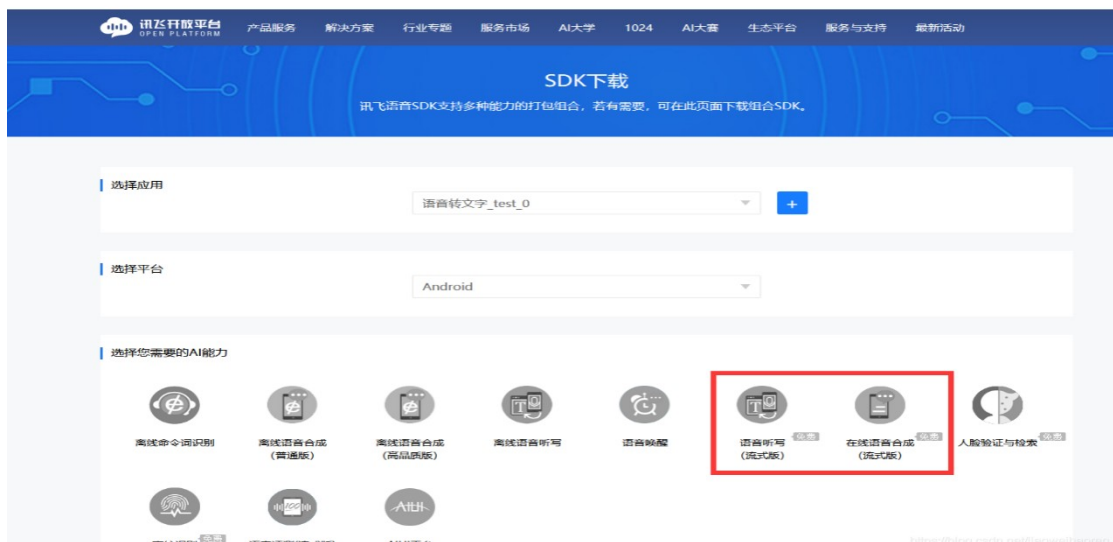 讯飞开放平台
OPEN PLATFORM
产品服务 解决方案 行业专题 服务市场 AI大学 1024 AI大赛 生态平台 服务与支持 最新活动
SDK下载
讯飞语音SDK支持多种能力的打包组合，若有需要，可在此页面下载组合SDK。
选择应用
语音转文字_test_0
+
选择平台
Android
选择您需要的AI能力
离线命令词识别 离线语音合成 离线语音合成 离线语音听写 语音唤醒 语音听写 免费 在线语音合成 免费 人脸验证与检索 免费
(普通版) (高品质版) (流式版) (流式版)
免费